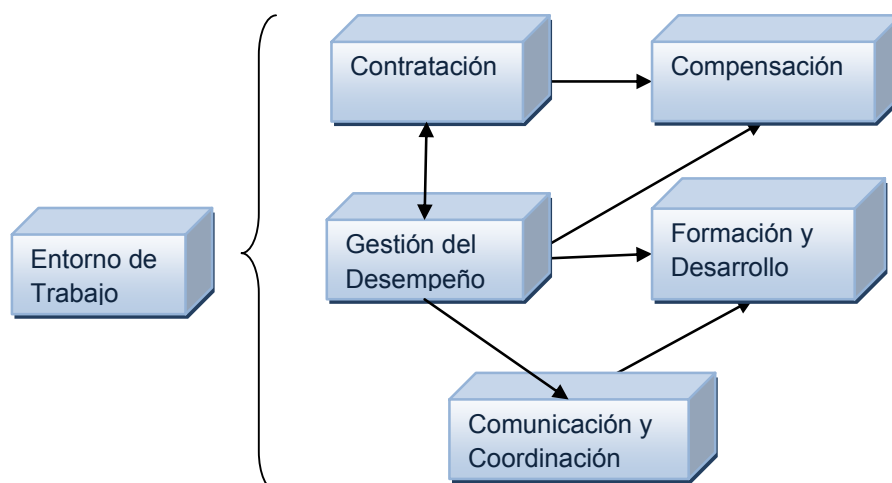 Contratación
Compensación
Entorno de
Trabajo
Gestión del
Desempeño
Formación y
Desarrollo
Comunicación y
Coordinación